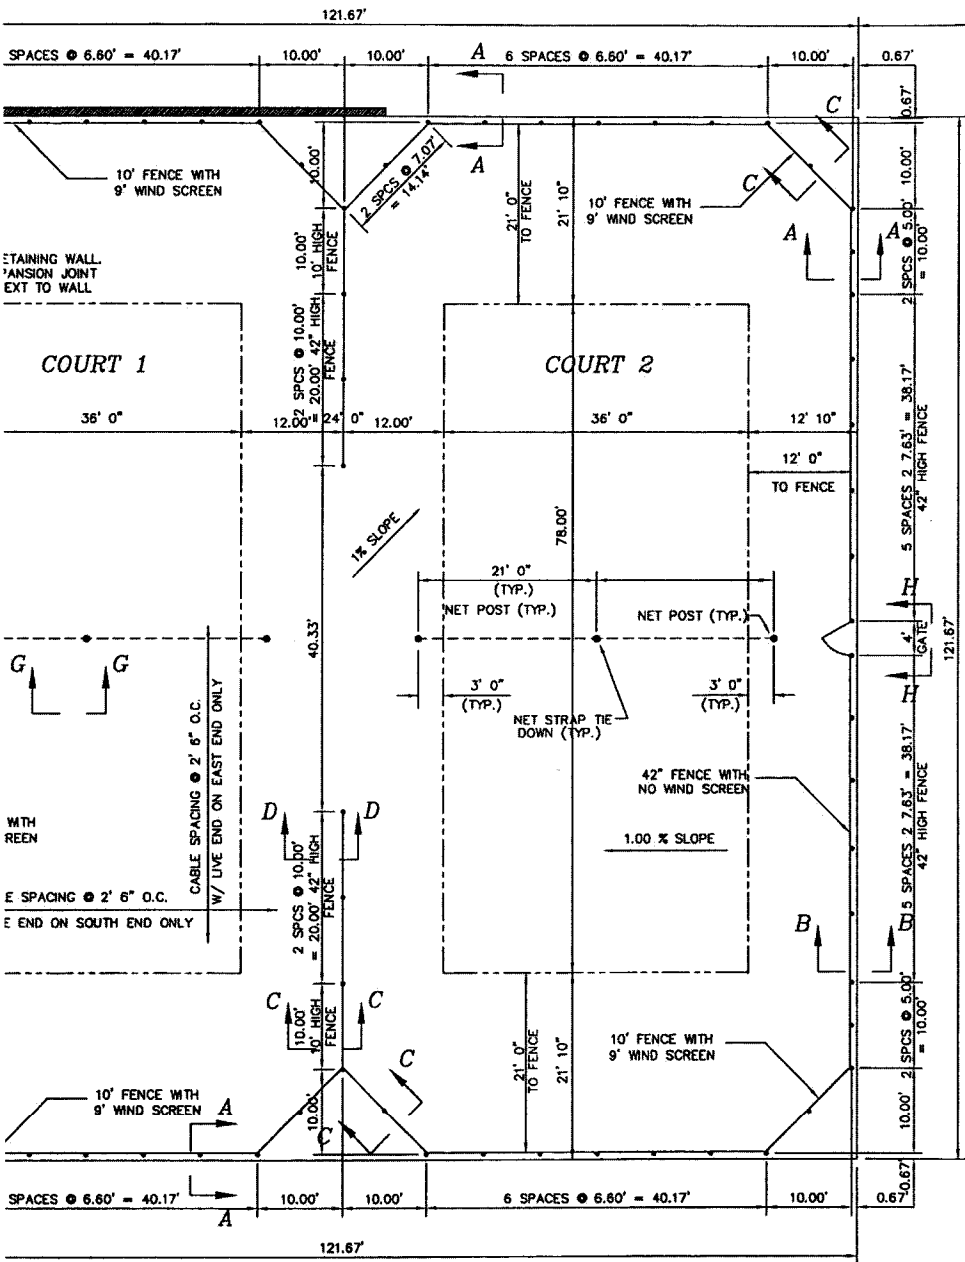 121.67'
SPACES @ 6.60' = 40.17'
10.00'
10.00'
A
6 SPACES @ 6.60' = 40.17'
10.00'
0.67'
0.67'
C
A
10' FENCE WITH
9' WIND SCREEN
10.00'
2 SPCS @ 7.07'
= 14.14'
C
10.00'
10' FENCE WITH
9' WIND SCREEN
21' 0"
TO FENCE
21' 10"
A
A
ETAINING WALL.
PANSION JOINT
EXT TO WALL
10.00'
10' HIGH
FENCE
2 SPCS @ 5.00'
= 10.00'
COURT 1
2 SPCS @ 10.00'
= 20.00' 42" HIGH
FENCE
COURT 2
36' 0"
12.00'
= 24' 0"
12.00'
36' 0"
12' 10"
5 SPACES 2 7.63' = 38.17'
42" HIGH FENCE
12' 0"
TO FENCE
1% SLOPE
78.00'
21' 0"
(TYP.)
NET POST (TYP.)
NET POST (TYP.)
H
40.33'
4'
GATE
121.67'
G
G
3' 0"
(TYP.)
3' 0"
(TYP.)
H
NET STRAP TIE
DOWN (TYP.)
CABLE SPACING @ 2' 6" O.C.
W/ LIVE END ON EAST END ONLY
42" FENCE WITH
NO WIND SCREEN
5 SPACES 2 7.63' = 38.17'
42" HIGH FENCE
D
D
WITH
REEN
1.00 % SLOPE
2 SPCS @ 10.00'
= 20.00' 42" HIGH
FENCE
E SPACING @ 2' 6" O.C.
E END ON SOUTH END ONLY
B
B
C
C
10.00'
10' HIGH
FENCE
2 SPCS @ 5.00'
= 10.00'
21' 0"
TO FENCE
21' 10"
10' FENCE WITH
9' WIND SCREEN
C
10' FENCE WITH
9' WIND SCREEN
A
10.00'
C
10.00'
0.67'
SPACES @ 6.60' = 40.17'
A
10.00'
10.00'
6 SPACES @ 6.60' = 40.17'
10.00'
0.67'
121.67'